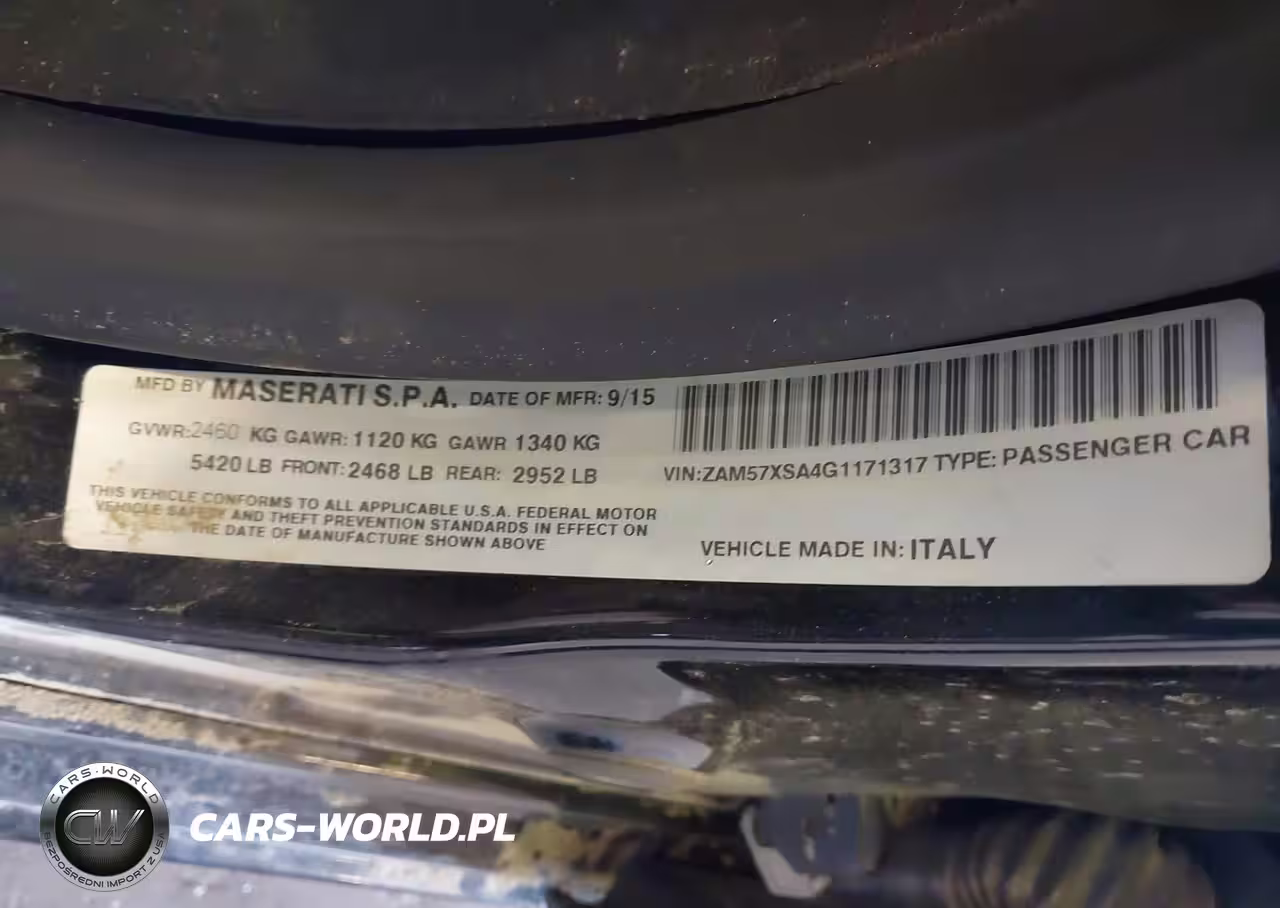 MFD BY MASERATI S.P.A. DATE OF MFR: 9/15
GVWR:2460 KG GAWR: 1120 KG GAWR 1340 KG
5420 LB FRONT: 2468 LB REAR: 2952 LB
THIS VEHICLE CONFORMS TO ALL APPLICABLE U.S.A. FEDERAL MOTOR
VEHICLE SAFETY AND THEFT PREVENTION STANDARDS IN EFFECT ON
THE DATE OF MANUFACTURE SHOWN ABOVE
VIN:ZAM57XSA4G1171317 TYPE: PASSENGER CAR
VEHICLE MADE IN: ITALY
CARS-WORLD
CW
BEZPOŚREDNI IMPORT Z USA
CARS-WORLD.PL